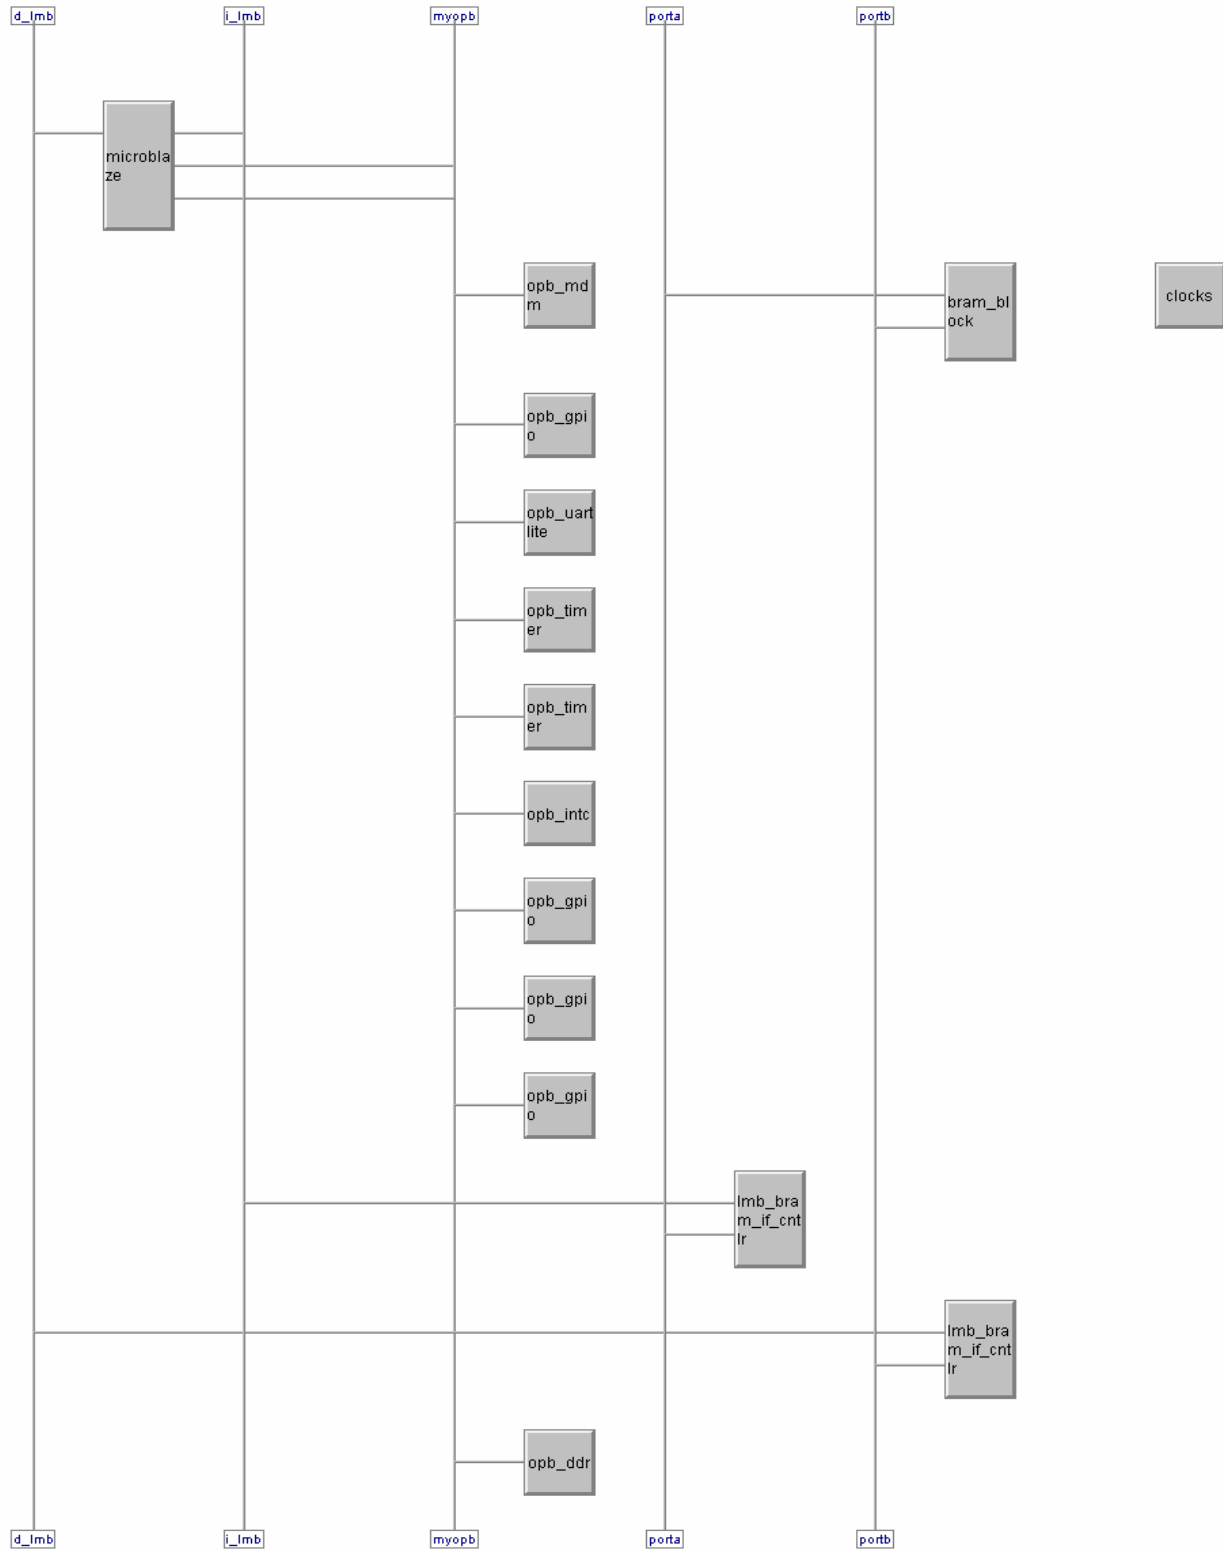 d_lmb i_lmb myopb porta portb
microbla
ze
opb_md
m
bram_bl
ock
clocks
opb_gpi
o
opb_uart
lite
opb_tim
er
opb_tim
er
opb_intc
opb_gpi
o
opb_gpi
o
opb_gpi
o
lmb_bra
m_if_cnt
lr
lmb_bra
m_if_cnt
lr
opb_ddr
d_lmb i_lmb myopb porta portb